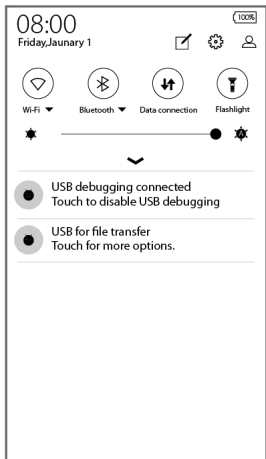 08:00
100%
Friday,Jaunary 1
Wi-Fi
Bluetooth
Data connection
Flashlight
A
USB debugging connected
Touch to disable USB debugging
USB for file transfer
Touch for more options.